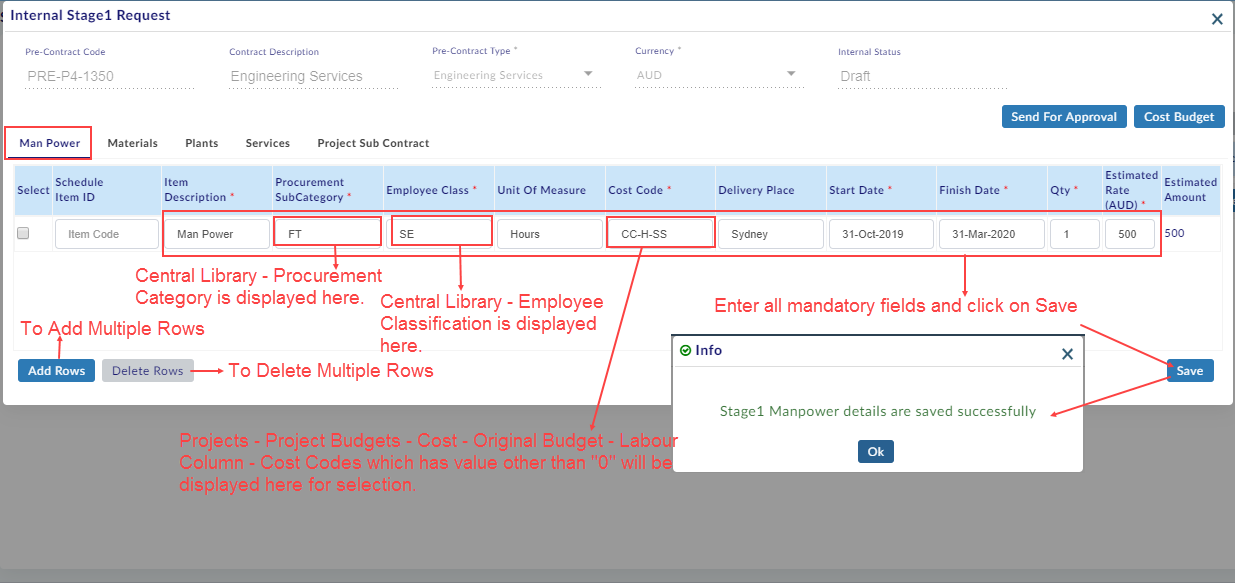 Internal Stage1 Request
Pre-Contract Code
Contract Description
Pre-Contract Type *
Currency *
Internal Status
PRE-P4-1350
Engineering Services
Engineering Services
AUD
Draft
Send For Approval
Cost Budget
Man Power
Materials
Plants
Services
Project Sub Contract
Select
Schedule
Item ID
Item
Description *
Procurement
SubCategory *
Employee Class *
Unit Of Measure
Cost Code *
Delivery Place
Start Date *
Finish Date *
Qty *
Estimated
Rate
(AUD) *
Estimated
Amount
Item Code
Man Power
FT
SE
Hours
CC-H-SS
Sydney
31-Oct-2019
31-Mar-2020
1
500
500
Central Library - Procurement
Category is displayed here.
Central Library - Employee
Classification is displayed
here.
Enter all mandatory fields and click on Save
To Add Multiple Rows
Add Rows
Delete Rows
To Delete Multiple Rows
Save
Info
Stage1 Manpower details are saved successfully
Ok
Projects - Project Budgets - Cost - Original Budget - Labour
Column - Cost Codes which has value other than "0" will be
displayed here for selection.